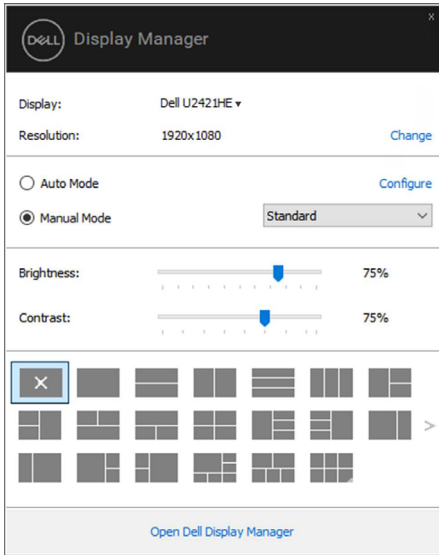 x
DELL Display Manager
Display: Dell U2421HE
Resolution: 1920x1080 Change
Auto Mode Configure
Manual Mode Standard
Brightness: 75%
Contrast: 75%
Open Dell Display Manager